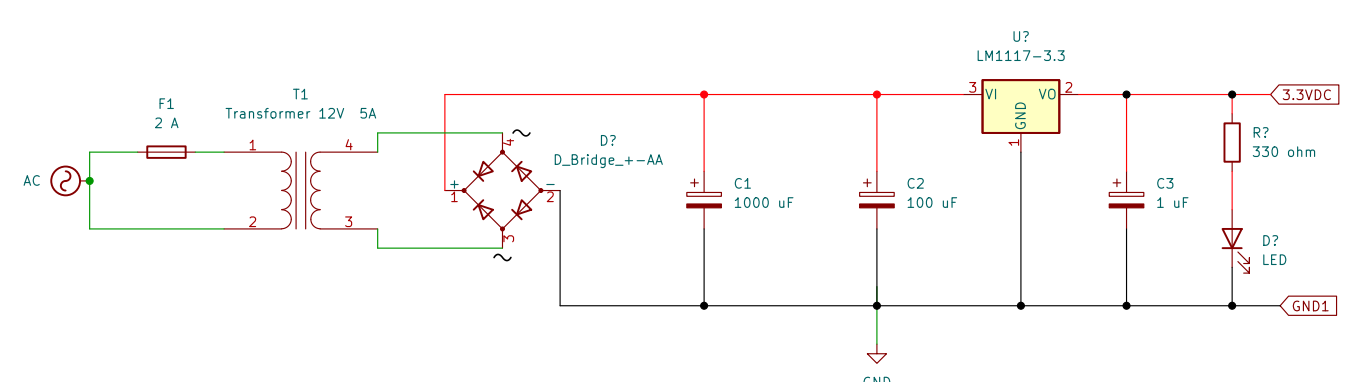 AC
F1
2 A
1
2
T1
Transformer 12V 5A
4
3
+
1
4
3
-
2
D?
D_Bridge_+-AA
+
C1
1000 uF
+
C2
100 uF
U?
LM1117-3.3
3
VI
VO
2
GND
1
+
C3
1 uF
3.3VDC
R?
330 ohm
D?
LED
GND1
GND